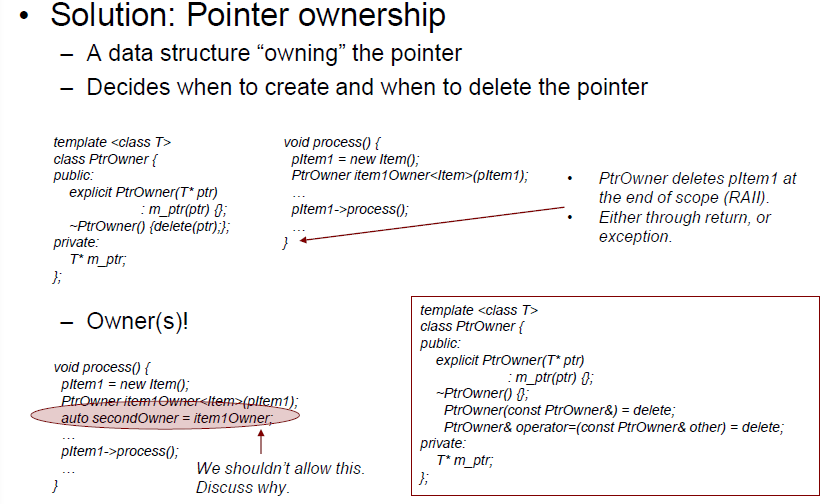 • Solution: Pointer ownership
– A data structure “owning” the pointer
– Decides when to create and when to delete the pointer
template <class T>
class PtrOwner {
public:
explicit PtrOwner(T* ptr)
: m_ptr(ptr) {};
~PtrOwner() {delete(ptr);};
private:
T* m_ptr;
};
void process() {
pItem1 = new Item();
PtrOwner item1Owner<Item>(pItem1);
…
pItem1->process();
…
}
• PtrOwner deletes pItem1 at
the end of scope (RAII).
• Either through return, or
exception.
– Owner(s)!
void process() {
pItem1 = new Item();
PtrOwner item1Owner<Item>(pItem1);
auto secondOwner = item1Owner;
…
pItem1->process();
…
}
We shouldn’t allow this.
Discuss why.
template <class T>
class PtrOwner {
public:
explicit PtrOwner(T* ptr)
: m_ptr(ptr) {};
~PtrOwner() {};
PtrOwner(const PtrOwner&) = delete;
PtrOwner& operator=(const PtrOwner& other) = delete;
private:
T* m_ptr;
};